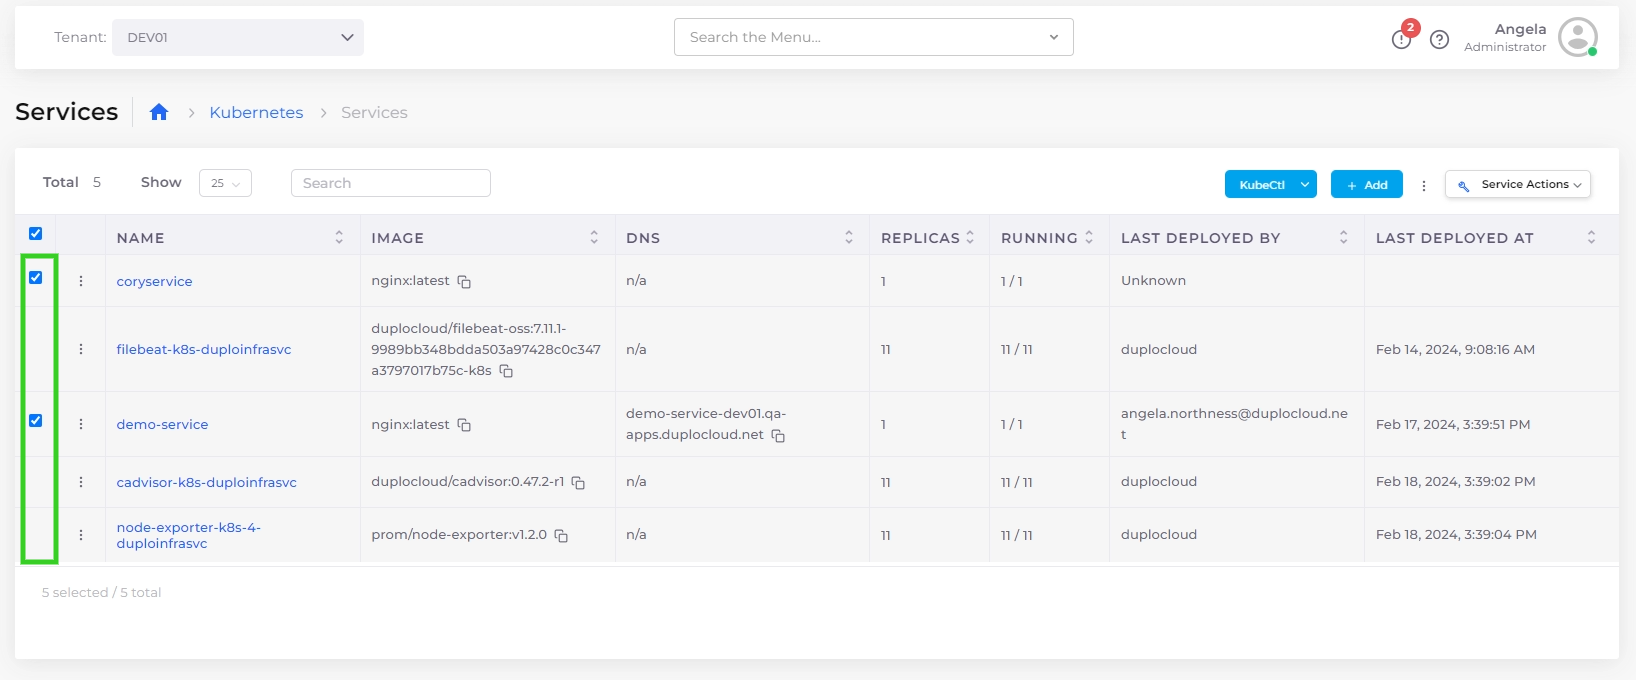 Tenant: DEV01
Search the Menu...
2
Angela
Administrator
Services Kubernetes Services
Total 5 Show 25 Search KubeCtl + Add Service Actions
NAME IMAGE DNS REPLICAS RUNNING LAST DEPLOYED BY LAST DEPLOYED AT
coryservice nginx:latest n/a 1 1 / 1 Unknown
filebeat-k8s-duploinfrasvc
duplocloud/filebeat-oss:7.11.1-
9989bb348bdda503a97428c0c347
a3797017b75c-k8s
n/a 11 11 / 11 duplocloud Feb 14, 2024, 9:08:16 AM
demo-service nginx:latest
demo-service-dev01.qa-
apps.duplocloud.net
1 1 / 1
angela.northness@duplocloud.ne
t
Feb 17, 2024, 3:39:51 PM
cadvisor-k8s-duploinfrasvc duplocloud/cadvisor:0.47.2-r1 n/a 11 11 / 11 duplocloud Feb 18, 2024, 3:39:02 PM
node-exporter-k8s-4-
duploinfrasvc
prom/node-exporter:v1.2.0 n/a 11 11 / 11 duplocloud Feb 18, 2024, 3:39:04 PM
5 selected / 5 total